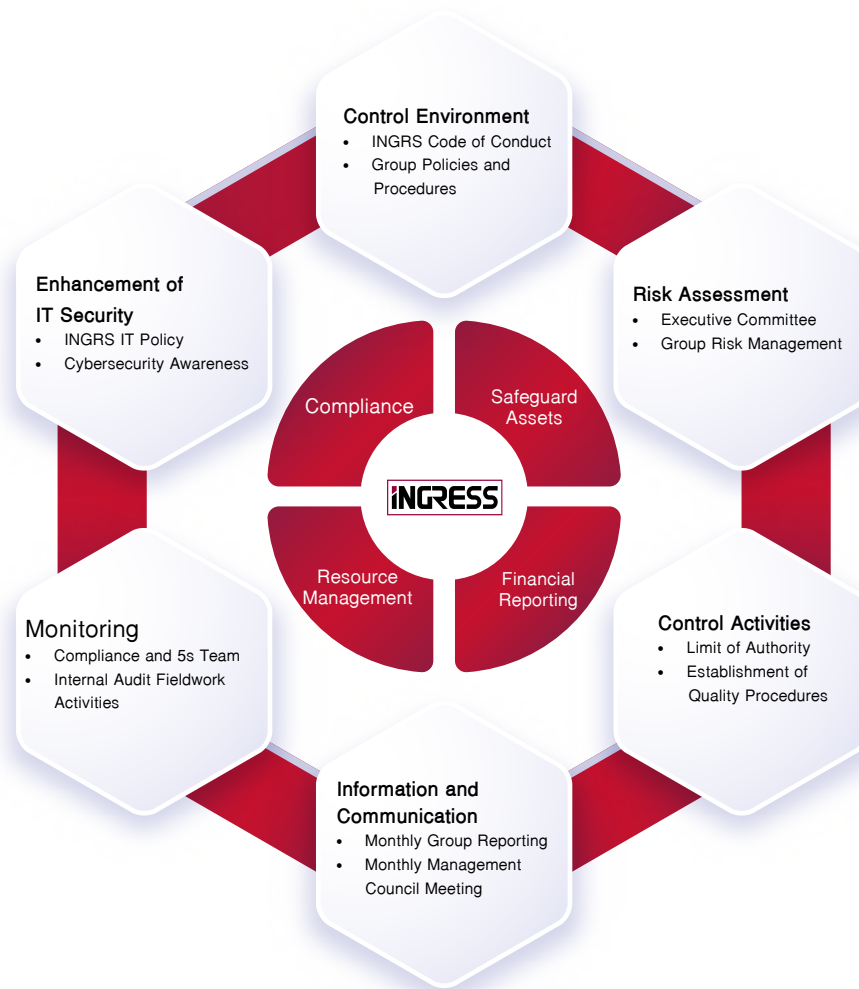 Control Environment
• INGRS Code of Conduct
• Group Policies and
Procedures
Risk Assessment
• Executive Committee
• Group Risk Management
Control Activities
• Limit of Authority
• Establishment of
Quality Procedures
Information and
Communication
• Monthly Group Reporting
• Monthly Management
Council Meeting
Monitoring
• Compliance and 5s Team
• Internal Audit Fieldwork
Activities
Enhancement of
IT Security
• INGRS IT Policy
• Cybersecurity Awareness
Compliance
Safeguard
Assets
Resource
Management
Financial
Reporting
INGRESS